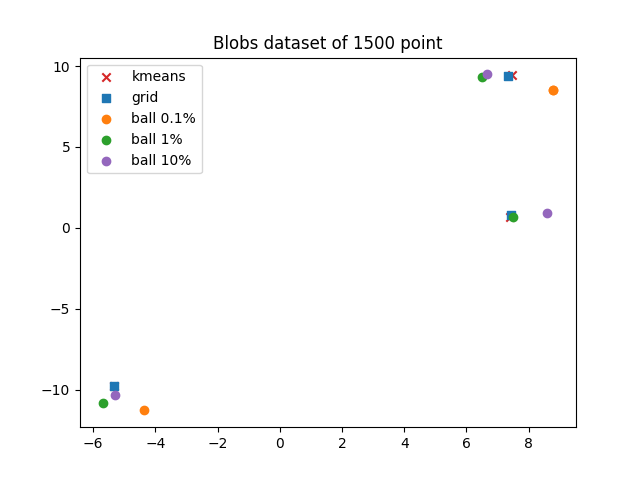 Blobs dataset of 1500 point
kmeans
grid
ball 0.1%
ball 1%
ball 10%
10
5
0
−5
−10
−6 −4 −2 0 2 4 6 8